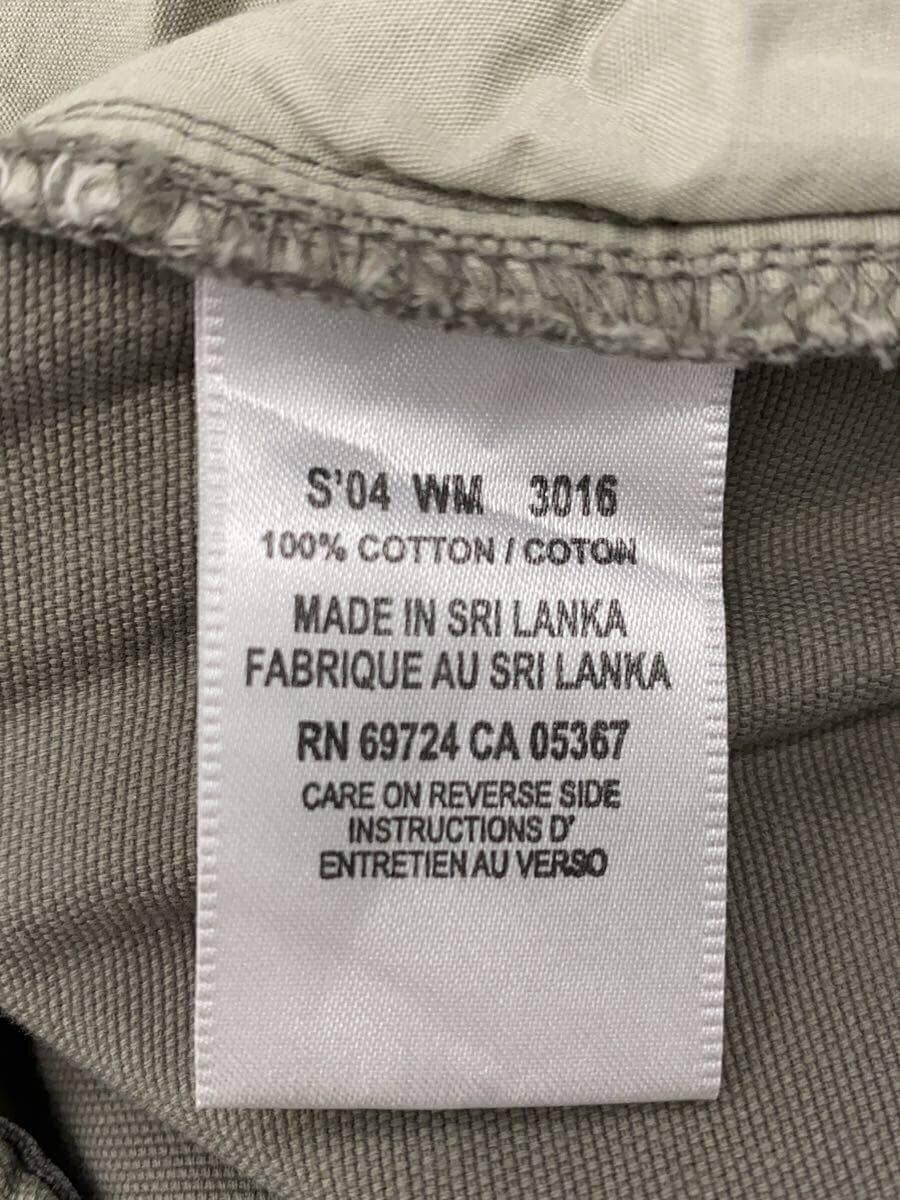 S'04 WM 3016
100% COTTON / COTON
MADE IN SRI LANKA
FABRIQUE AU SRI LANKA
RN 69724 CA 05367
CARE ON REVERSE SIDE
INSTRUCTIONS D'
ENTRETIEN AU VERSO